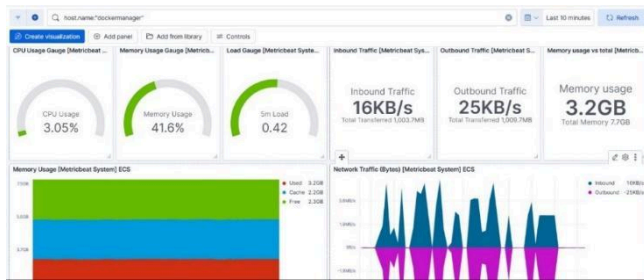 host.name:"dockermanager"
Last 10 minutes
Refresh
Create visualization
Add panel
Add from library
Controls
CPU Usage Gauge [Metricbeat ...
Memory Usage Gauge [Metricb...
Load Gauge [Metricbeat Syste...
Inbound Traffic [Metricbeat Sys...
Outbound Traffic [Metricbeat S...
Memory usage vs total [Metricb...
CPU Usage
3.05%
Memory Usage
41.6%
5m Load
0.42
Inbound Traffic
16KB/s
Total Transferred 1,003.7MB
Outbound Traffic
25KB/s
Total Transferred 1,009.7MB
Memory usage
3.2GB
Total Memory 7.7GB
Memory Usage [Metricbeat System] ECS
Used 3.2GB
Cache 2.2GB
Free 2.3GB
Network Traffic (Bytes) [Metricbeat System] ECS
Inbound 16KB/s
Outbound -25KB/s